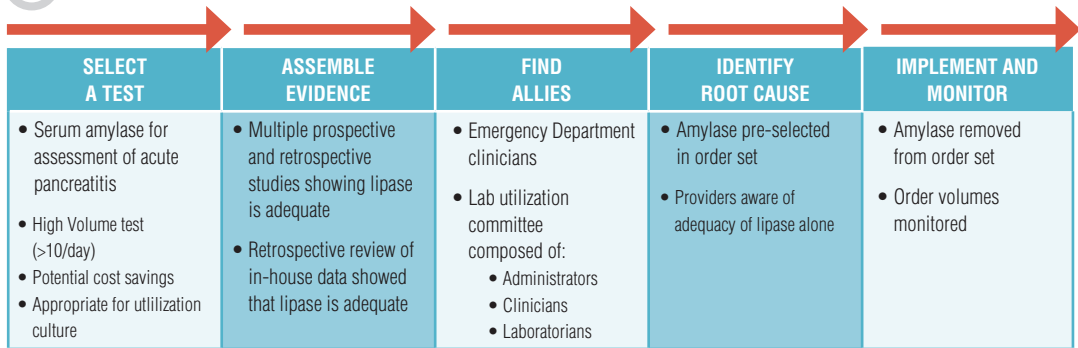 SELECT
A TEST
• Serum amylase for
assessment of acute
pancreatitis
• High Volume test
(>10/day)
• Potential cost savings
• Appropriate for utlilization
culture
ASSEMBLE
EVIDENCE
• Multiple prospective
and retrospective
studies showing lipase
is adequate
• Retrospective review of
in-house data showed
that lipase is adequate
FIND
ALLIES
• Emergency Department
clinicians
• Lab utilization
committee
composed of:
• Administrators
• Clinicians
• Laboratorians
IDENTIFY
ROOT CAUSE
• Amylase pre-selected
in order set
• Providers aware of
adequacy of lipase alone
IMPLEMENT AND
MONITOR
• Amylase removed
from order set
• Order volumes
monitored